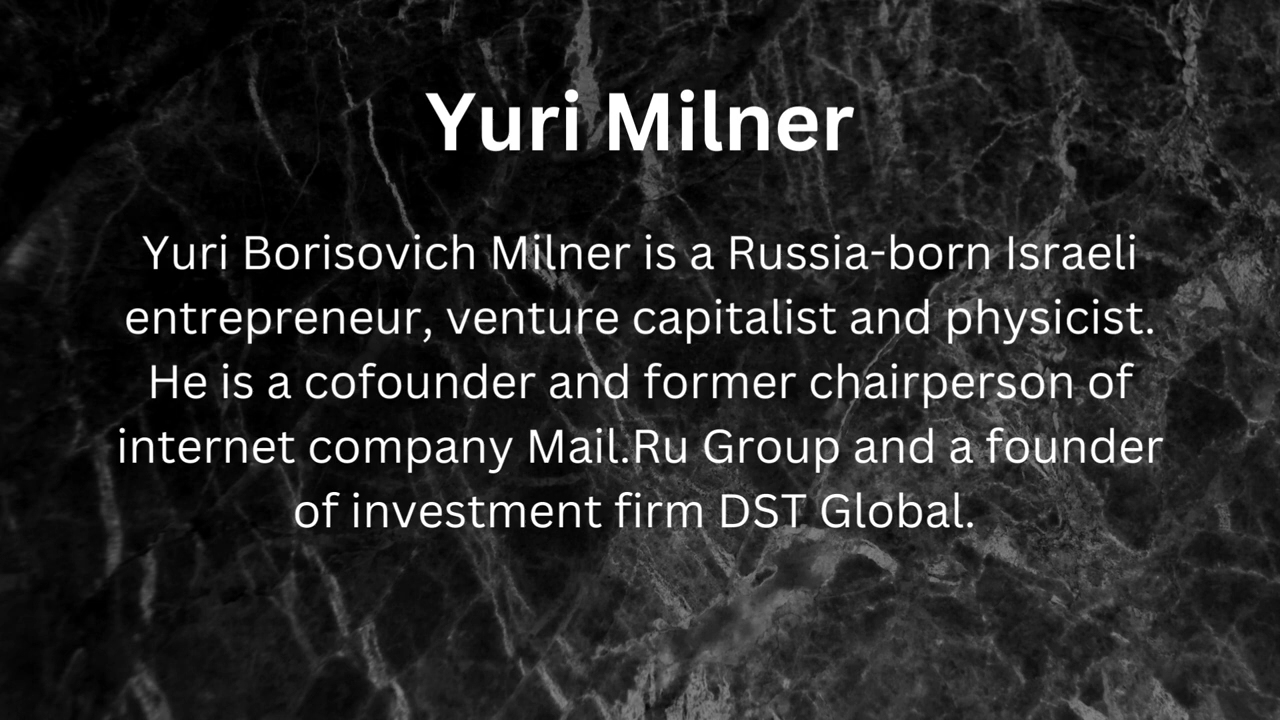 Yuri Milner
Yuri Borisovich Milner is a Russia-born Israeli
entrepreneur, venture capitalist and physicist.
He is a cofounder and former chairperson of
internet company Mail.Ru Group and a founder
of investment firm DST Global.